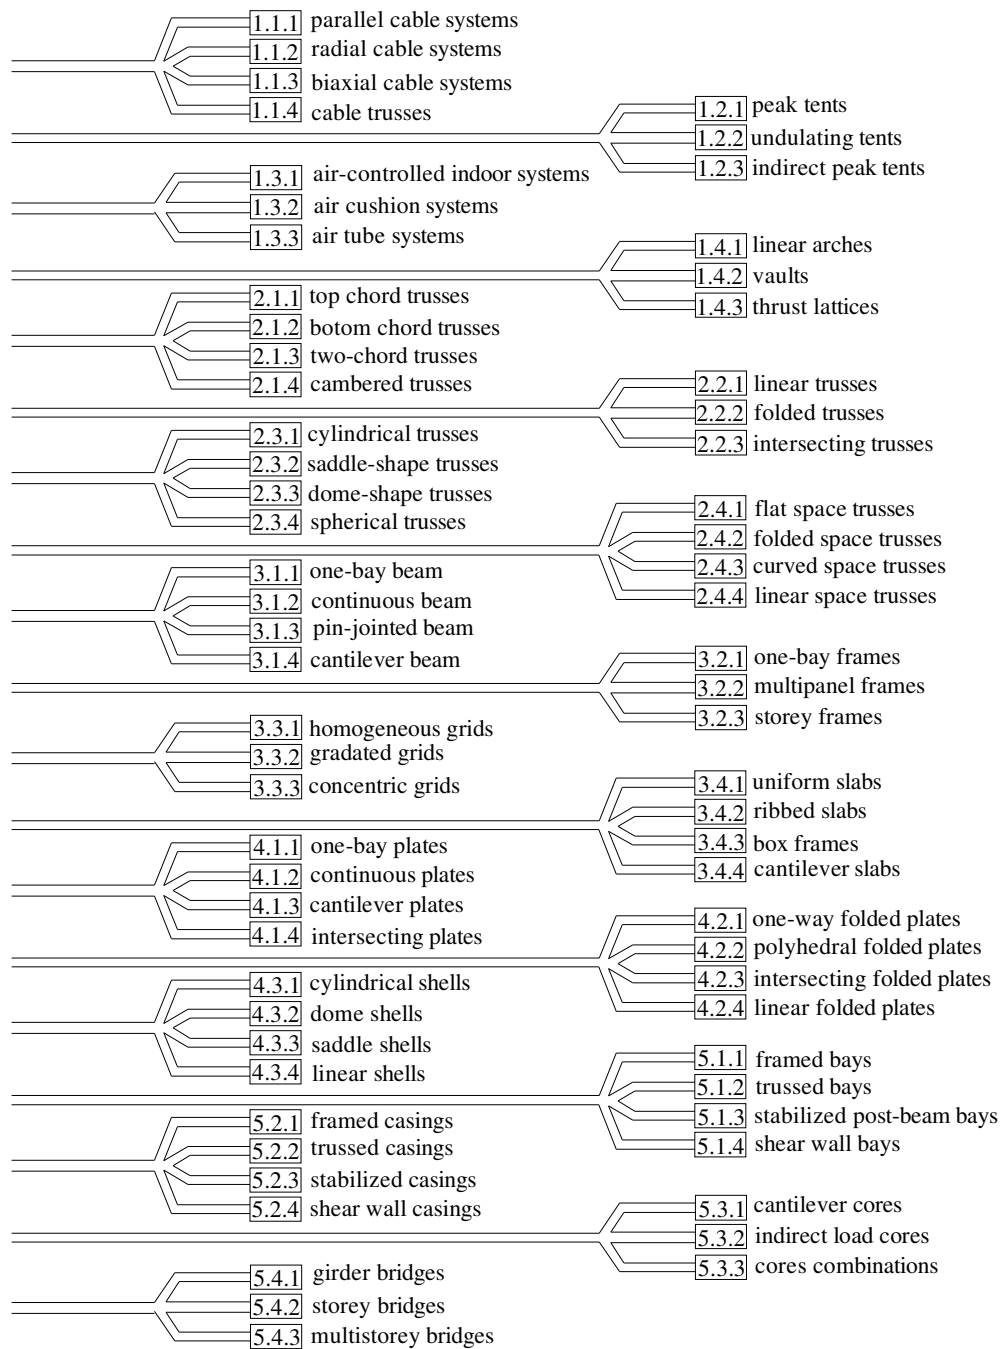 1.1.1 parallel cable systems
1.1.2 radial cable systems
1.1.3 biaxial cable systems
1.1.4 cable trusses
1.2.1 peak tents
1.2.2 undulating tents
1.2.3 indirect peak tents
1.3.1 air-controlled indoor systems
1.3.2 air cushion systems
1.3.3 air tube systems
1.4.1 linear arches
1.4.2 vaults
1.4.3 thrust lattices
2.1.1 top chord trusses
2.1.2 botom chord trusses
2.1.3 two-chord trusses
2.1.4 cambered trusses
2.2.1 linear trusses
2.2.2 folded trusses
2.2.3 intersecting trusses
2.3.1 cylindrical trusses
2.3.2 saddle-shape trusses
2.3.3 dome-shape trusses
2.3.4 spherical trusses
2.4.1 flat space trusses
2.4.2 folded space trusses
2.4.3 curved space trusses
2.4.4 linear space trusses
3.1.1 one-bay beam
3.1.2 continuous beam
3.1.3 pin-jointed beam
3.1.4 cantilever beam
3.2.1 one-bay frames
3.2.2 multipanel frames
3.2.3 storey frames
3.3.1 homogeneous grids
3.3.2 gradated grids
3.3.3 concentric grids
3.4.1 uniform slabs
3.4.2 ribbed slabs
3.4.3 box frames
3.4.4 cantilever slabs
4.1.1 one-bay plates
4.1.2 continuous plates
4.1.3 cantilever plates
4.1.4 intersecting plates
4.2.1 one-way folded plates
4.2.2 polyhedral folded plates
4.2.3 intersecting folded plates
4.2.4 linear folded plates
4.3.1 cylindrical shells
4.3.2 dome shells
4.3.3 saddle shells
4.3.4 linear shells
5.1.1 framed bays
5.1.2 trussed bays
5.1.3 stabilized post-beam bays
5.1.4 shear wall bays
5.2.1 framed casings
5.2.2 trussed casings
5.2.3 stabilized casings
5.2.4 shear wall casings
5.3.1 cantilever cores
5.3.2 indirect load cores
5.3.3 cores combinations
5.4.1 girder bridges
5.4.2 storey bridges
5.4.3 multistorey bridges